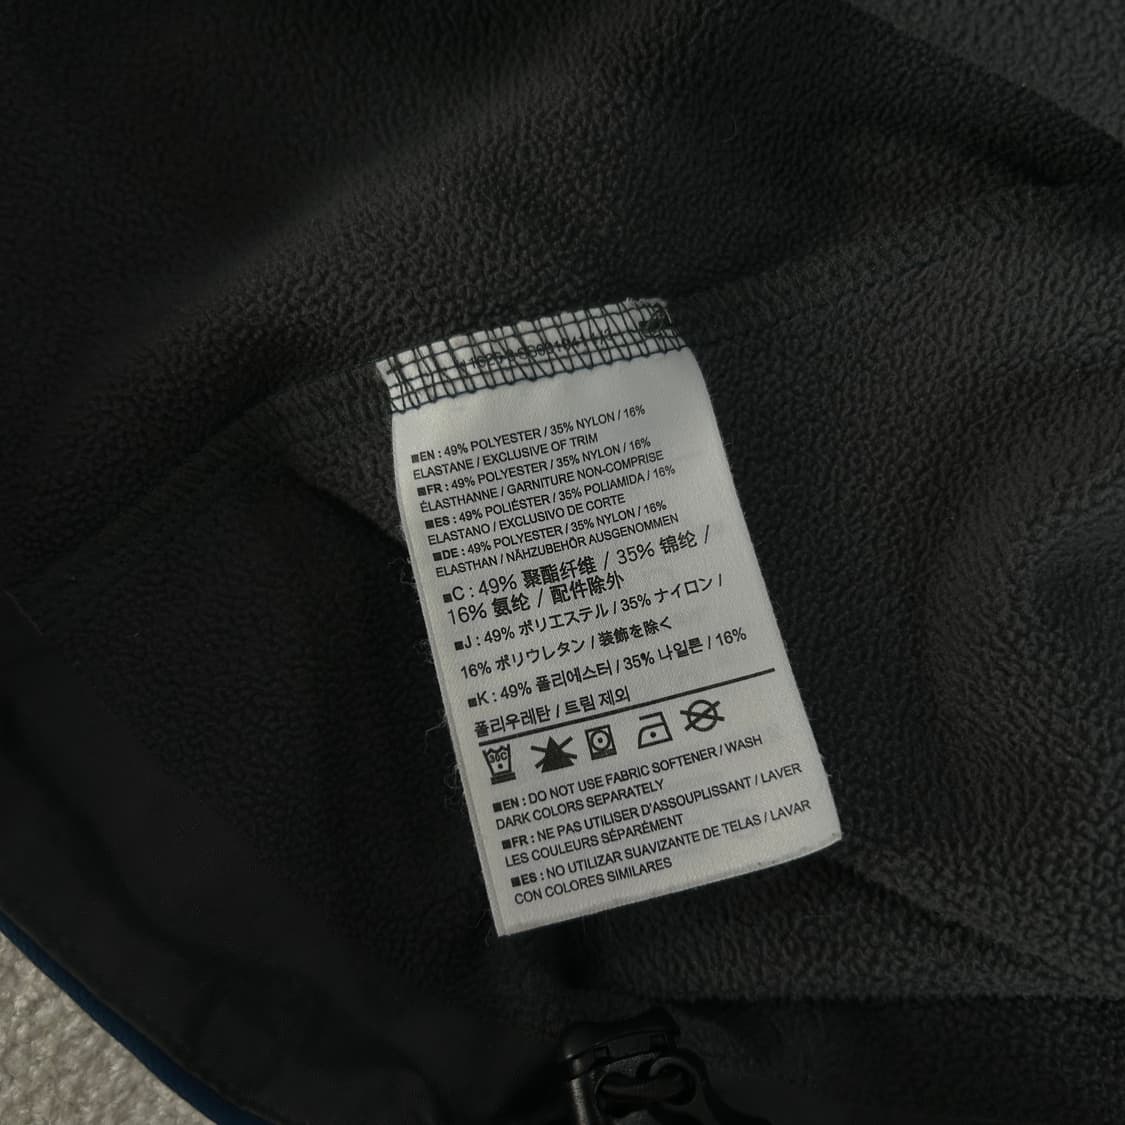 ■EN : 49% POLYESTER / 35% NYLON / 16%
ELASTANE / EXCLUSIVE OF TRIM
■FR : 49% POLYESTER / 35% NYLON / 16%
ÉLASTHANNE / GARNITURE NON-COMPRISE
■ES : 49% POLIÉSTER / 35% POLIAMIDA / 16%
ELASTANO / EXCLUSIVO DE CORTE
■DE : 49% POLYESTER / 35% NYLON / 16%
ELASTHAN / NÄHZUBEHÖR AUSGENOMMEN
■C : 49% 聚酯纤维 / 35% 锦纶 /
16% 氨纶 / 配件除外
■J : 49% ポリエステル / 35% ナイロン /
16% ポリウレタン / 装飾を除く
■K : 49% 폴리에스터 / 35% 나일론 / 16%
폴리우레탄 / 트림 제외
30C
■EN : DO NOT USE FABRIC SOFTENER / WASH
DARK COLORS SEPARATELY
■FR : NE PAS UTILISER D'ASSOUPLISSANT / LAVER
LES COULEURS SÉPARÉMENT
■ES : NO UTILIZAR SUAVIZANTE DE TELAS / LAVAR
CON COLORES SIMILARES